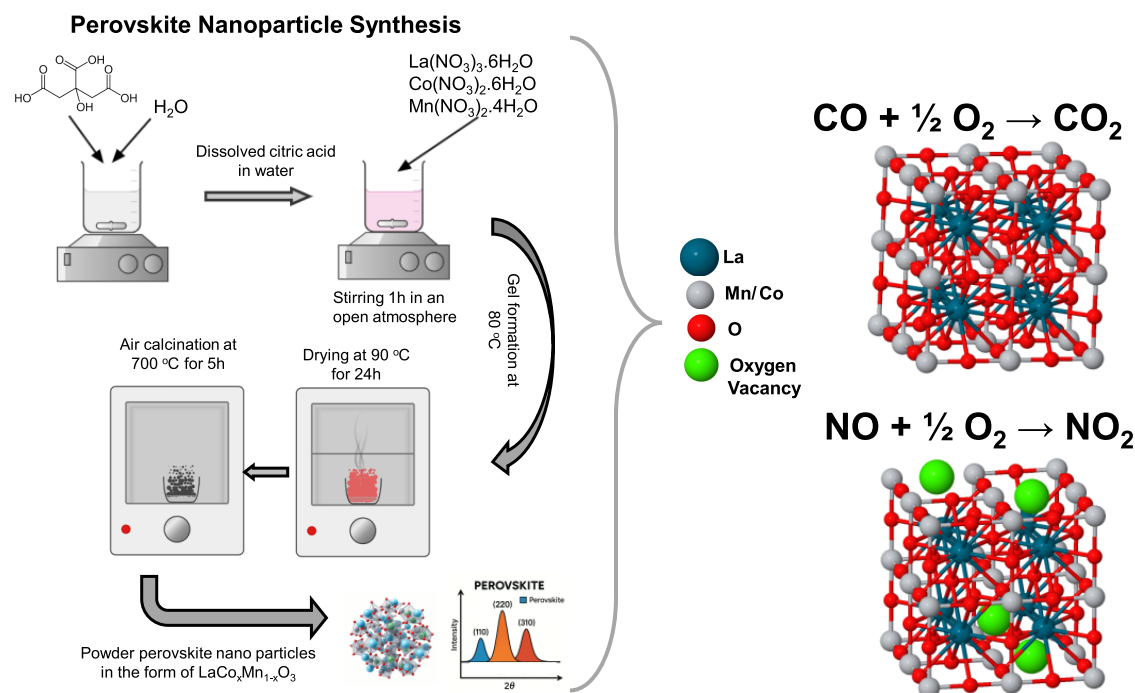 Perovskite Nanoparticle Synthesis
O
OH
O
O
HO
OH
OH
H₂O
La(NO₃)₃.6H₂O
Co(NO₃)₂.6H₂O
Mn(NO₃)₂.4H₂O
Dissolved citric acid
in water
Stirring 1h in an
open atmosphere
Gel formation at
80 ºC
Air calcination at
700 ºC for 5h
Drying at 90 ºC
for 24h
Powder perovskite nano particles
in the form of LaCoₓMn₁₋ₓO₃
PEROVSKITE
Perovskite
(110)
(220)
(310)
Intensity
2θ
La
Mn/Co
O
Oxygen
Vacancy
CO + ½ O₂ → CO₂
NO + ½ O₂ → NO₂